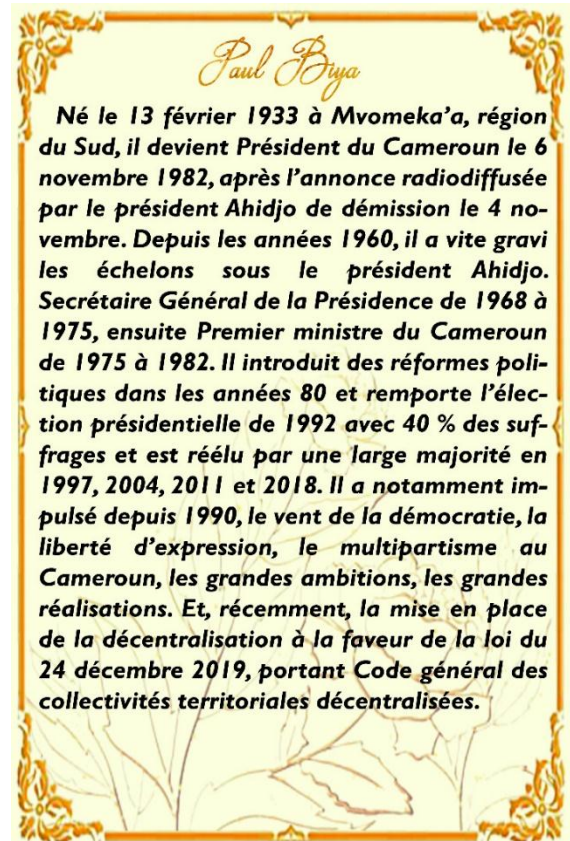 Paul Biya
Né le 13 février 1933 à Mvomeka’a, région
du Sud, il devient Président du Cameroun le 6
novembre 1982, après l’annonce radiodiffusée
par le président Ahidjo de démission le 4 no-
vembre. Depuis les années 1960, il a vite gravi
les échelons sous le président Ahidjo.
Secrétaire Général de la Présidence de 1968 à
1975, ensuite Premier ministre du Cameroun
de 1975 à 1982. Il introduit des réformes poli-
tiques dans les années 80 et remporte l’élec-
tion présidentielle de 1992 avec 40 % des suf-
frages et est réélu par une large majorité en
1997, 2004, 2011 et 2018. Il a notamment im-
pulsé depuis 1990, le vent de la démocratie, la
liberté d’expression, le multipartisme au
Cameroun, les grandes ambitions, les grandes
réalisations. Et, récemment, la mise en place
de la décentralisation à la faveur de la loi du
24 décembre 2019, portant Code général des
collectivités territoriales décentralisées.